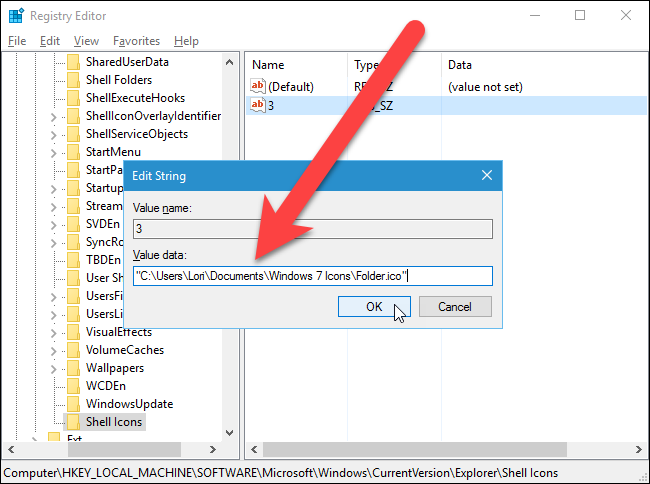 Registry Editor
File Edit View Favorites Help
SharedUserData
Shell Folders
ShellExecuteHooks
ShellIconOverlayIdentifier
ShellServiceObjects
StartMenu
StartPa
Startup
Stream
SVDEn
SyncRo
TBDEn
User Sh
UsersFi
UsersLi
VisualEffects
VolumeCaches
Wallpapers
WCDEn
WindowsUpdate
Shell Icons
Ext
Name Type Data
ab (Default) (value not set)
ab 3 _SZ
Edit String
Value name:
3
Value data:
"C:\Users\Lori\Documents\Windows 7 Icons\Folder.ico"
OK Cancel
Computer\HKEY_LOCAL_MACHINE\SOFTWARE\Microsoft\Windows\CurrentVersion\Explorer\Shell Icons